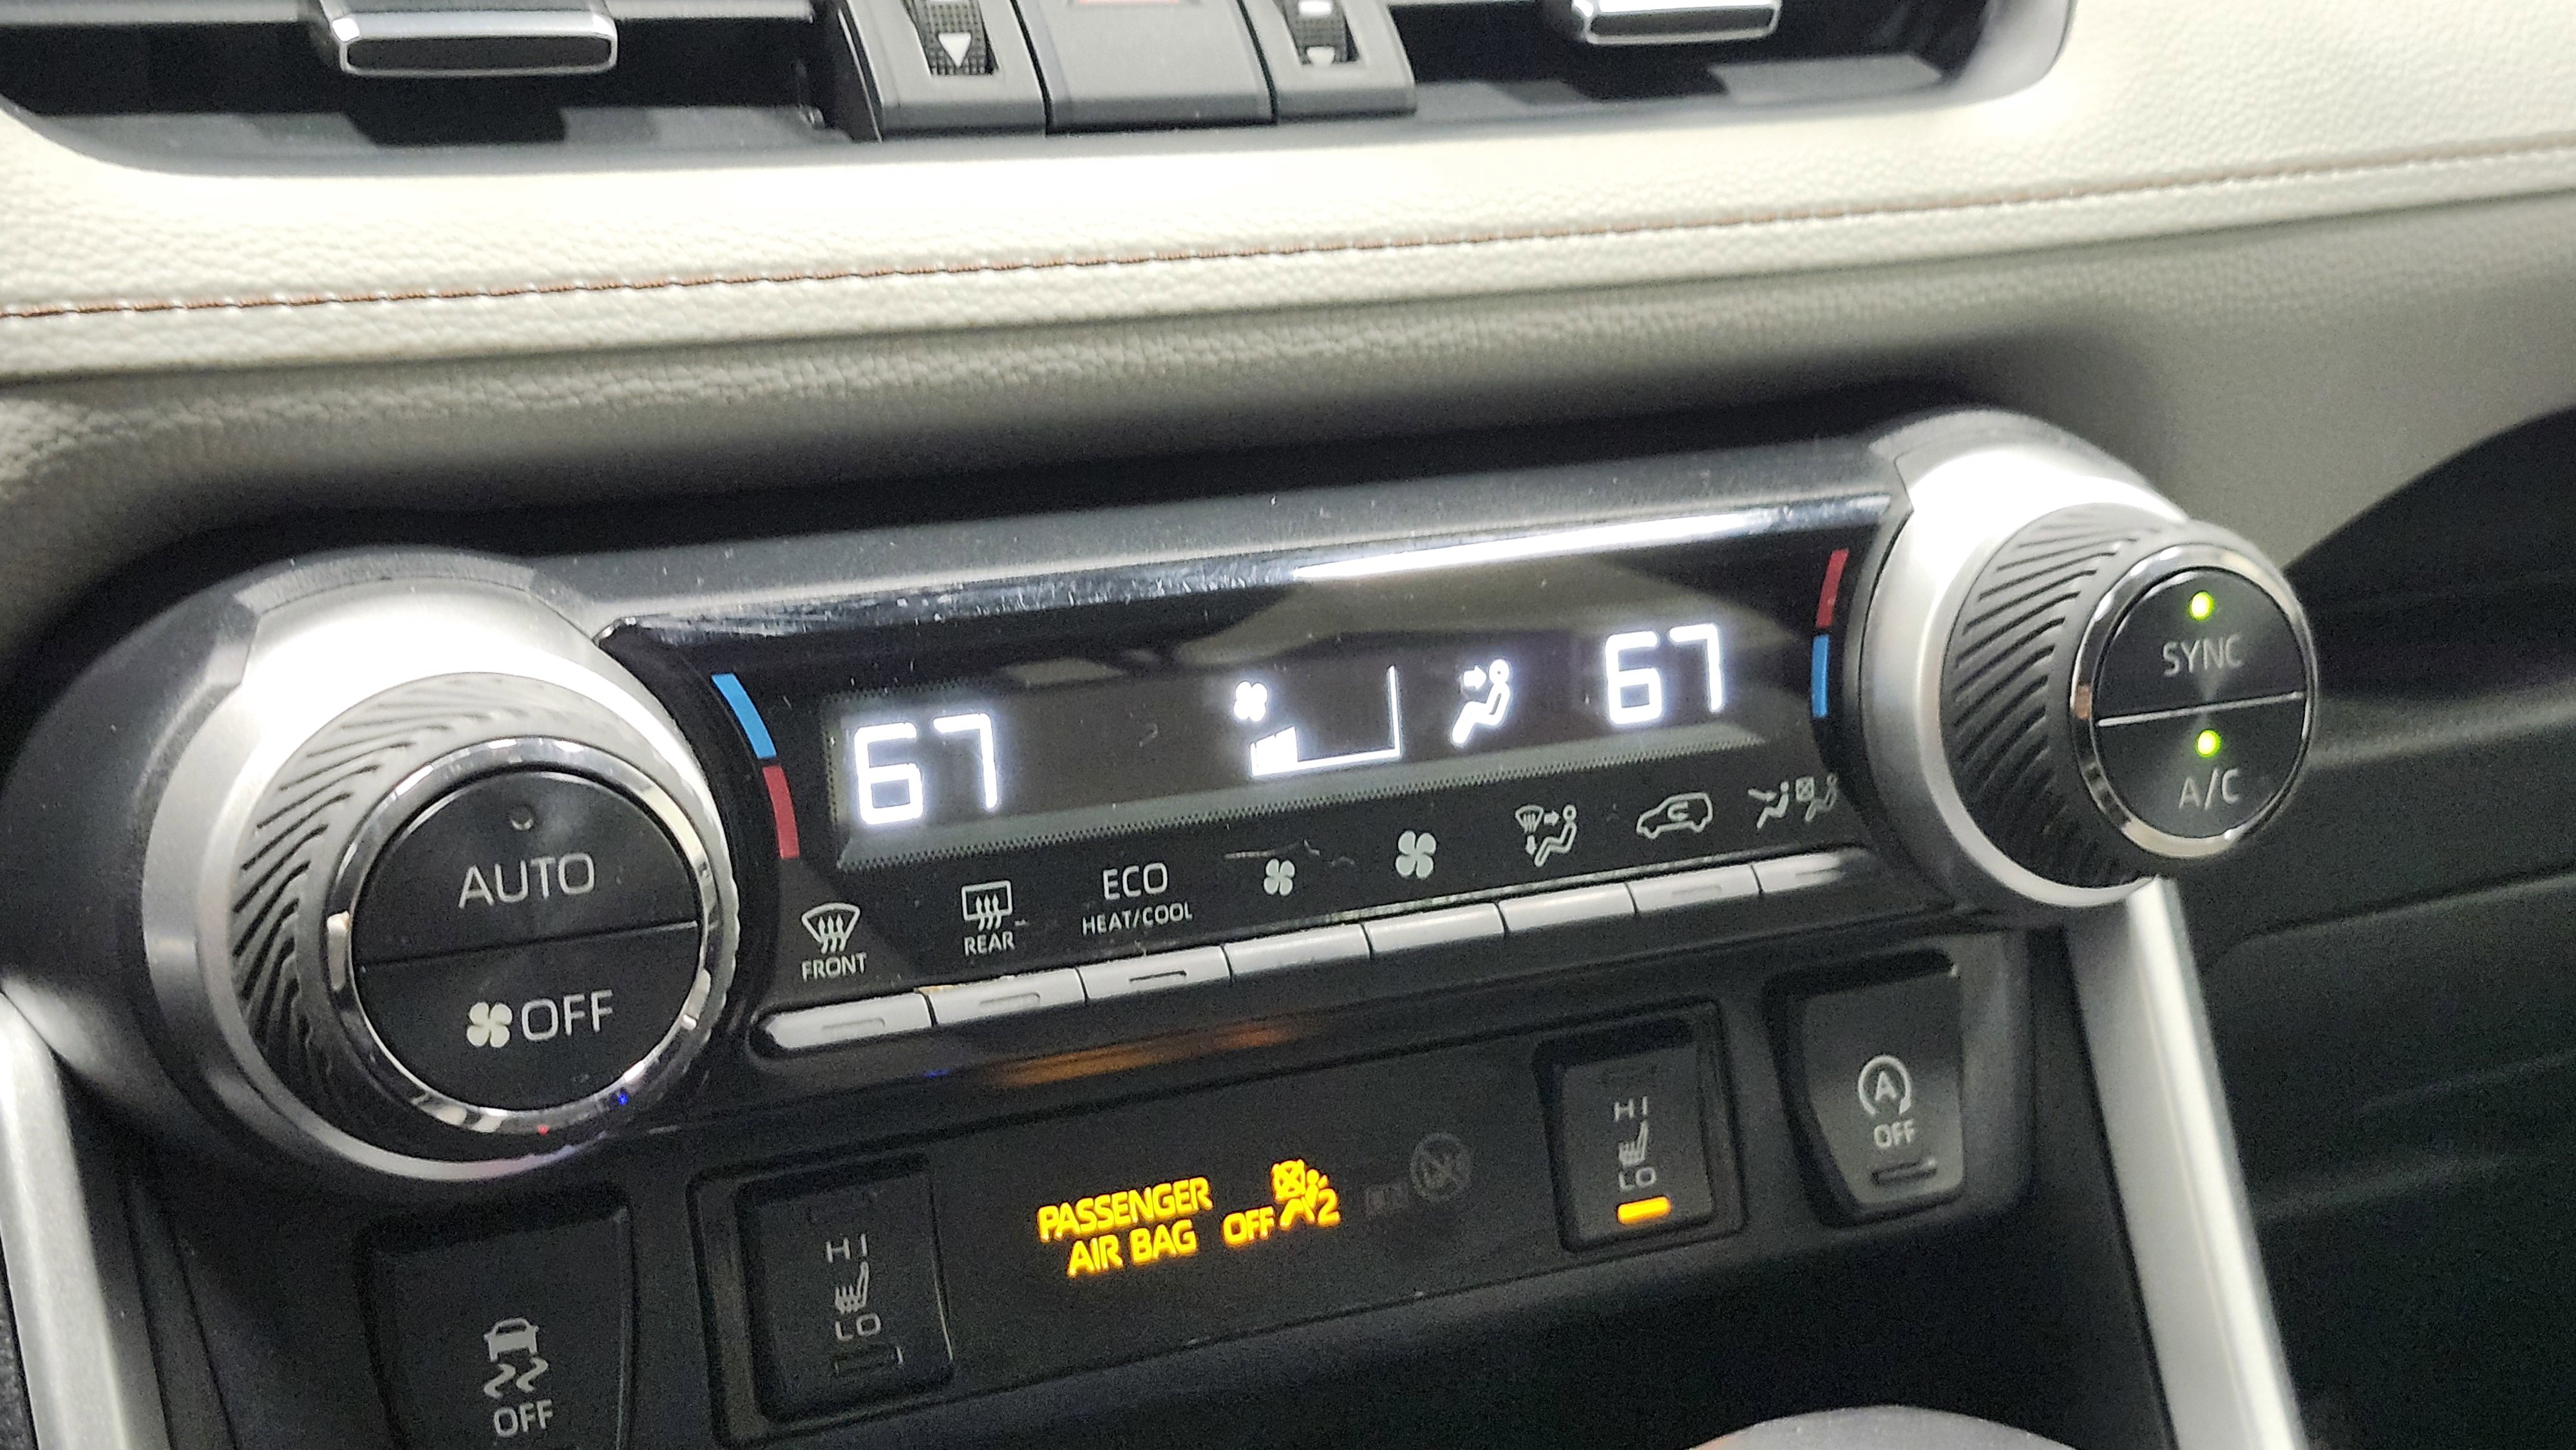 67
67
SYNC
A/C
AUTO
OFF
FRONT
REAR
ECO
HEAT/COOL
PASSENGER
AIR BAG OFF 2
HI
LO
HI
LO
A
OFF
OFF